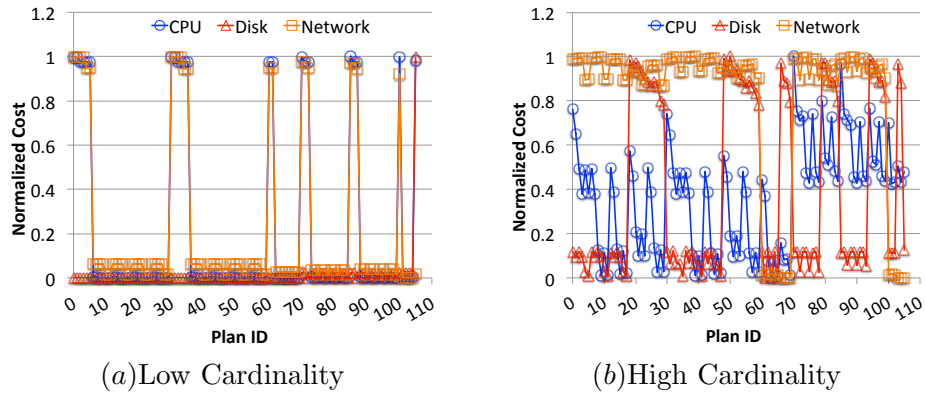 1.2
CPU Disk Network
1
0.8
0.6
0.4
0.2
0
Normalized Cost
0 10 20 30 40 50 60 70 80 90 100 110
Plan ID
(a)Low Cardinality
1.2
CPU Disk Network
1
0.8
0.6
0.4
0.2
0
Normalized Cost
0 10 20 30 40 50 60 70 80 90 100 110
Plan ID
(b)High Cardinality